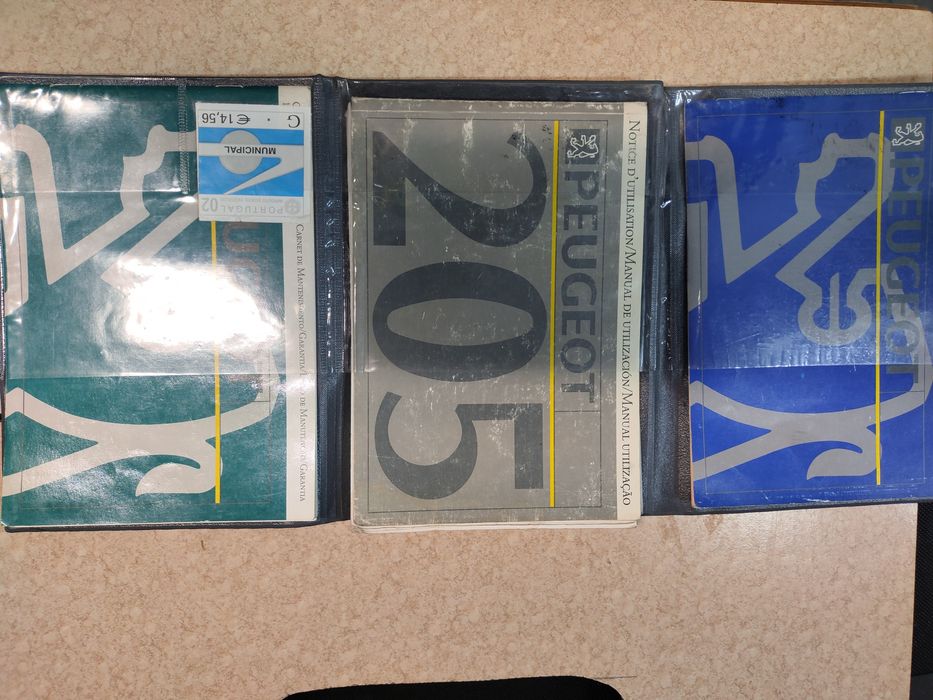 G · € 14,56
MUNICIPAL
PORTUGAL 02
CARNET DE MANTENIMIENTO/GARANTIA
DE MANUTENÇÃO/GARANTIA
NOTICE D'UTILISATION/MANUAL DE UTILIZACIÓN/MANUAL UTILIZAÇÃO
PEUGEOT
205
PEUGEOT